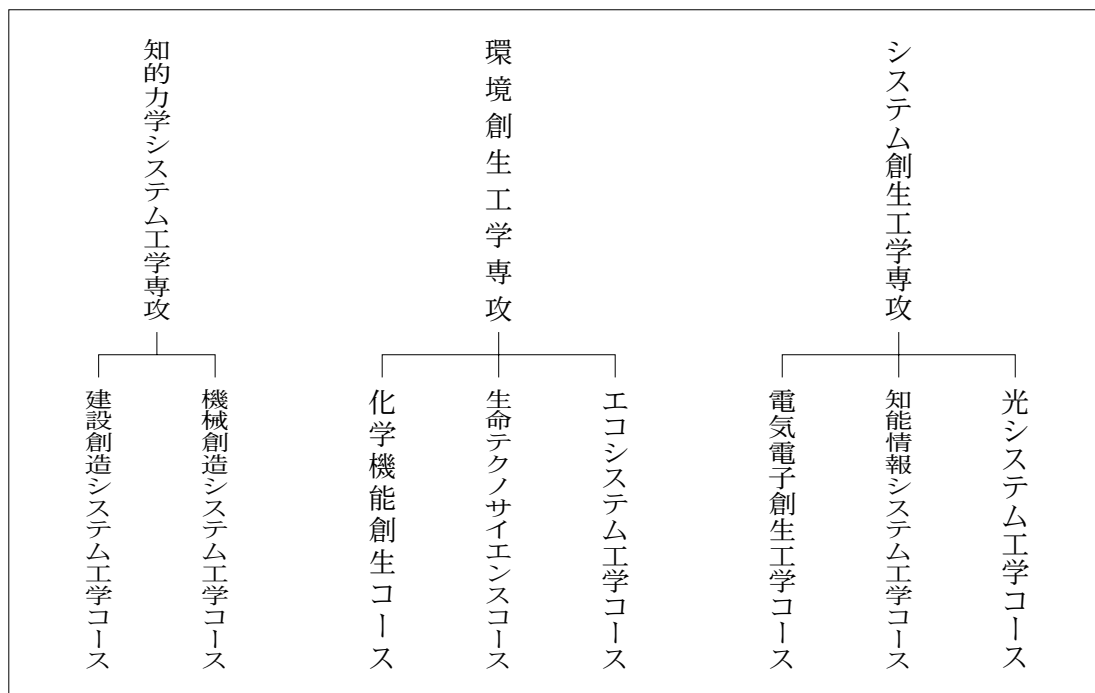 知的力学システム工学専攻
建設創造システム工学コース
機械創造システム工学コース
環境創生工学専攻
化学機能創生コース
生命テクノサイエンスコース
エコシステム工学コース
システム創生工学専攻
電気電子創生工学コース
知能情報システム工学コース
光システム工学コース